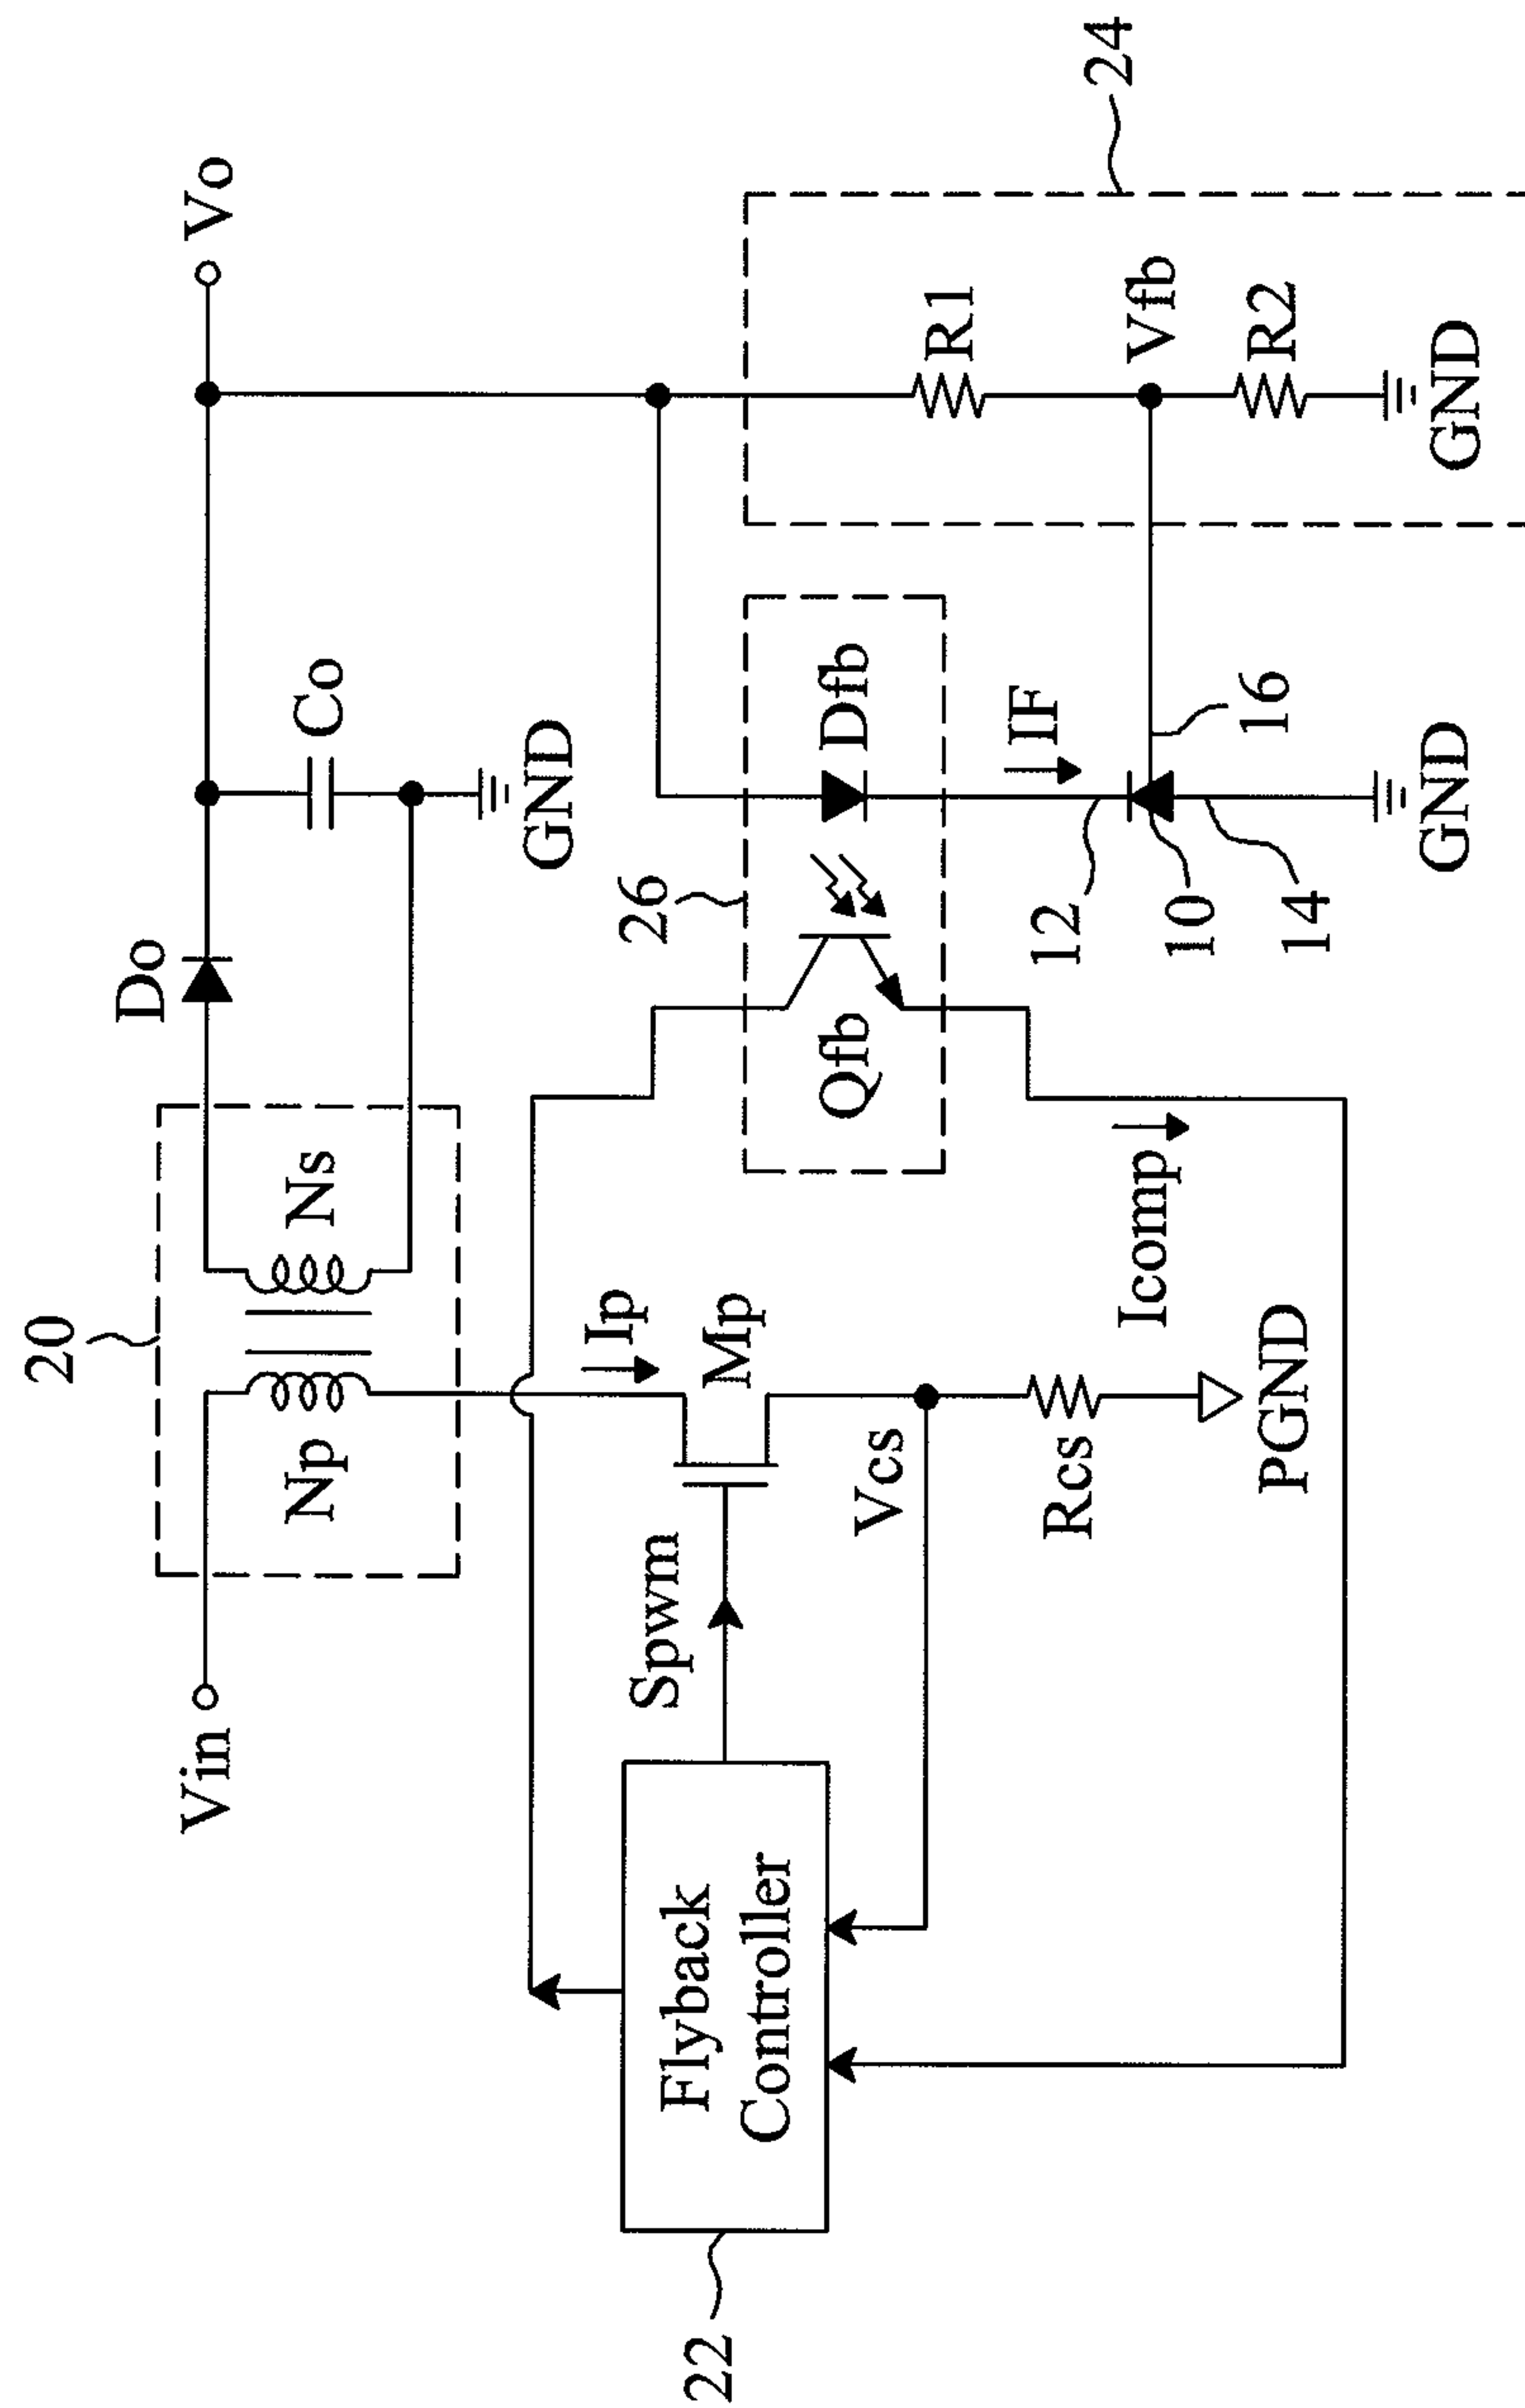 20
Vin
Np
Ns
Do
Vo
Co
GND
Ip
Spwm
Mp
22
Flyback
Controller
Vcs
Rcs
PGND
Icomp
26
Qfb
Dfb
IF
12
10
14
16
GND
24
R1
Vfb
R2
GND